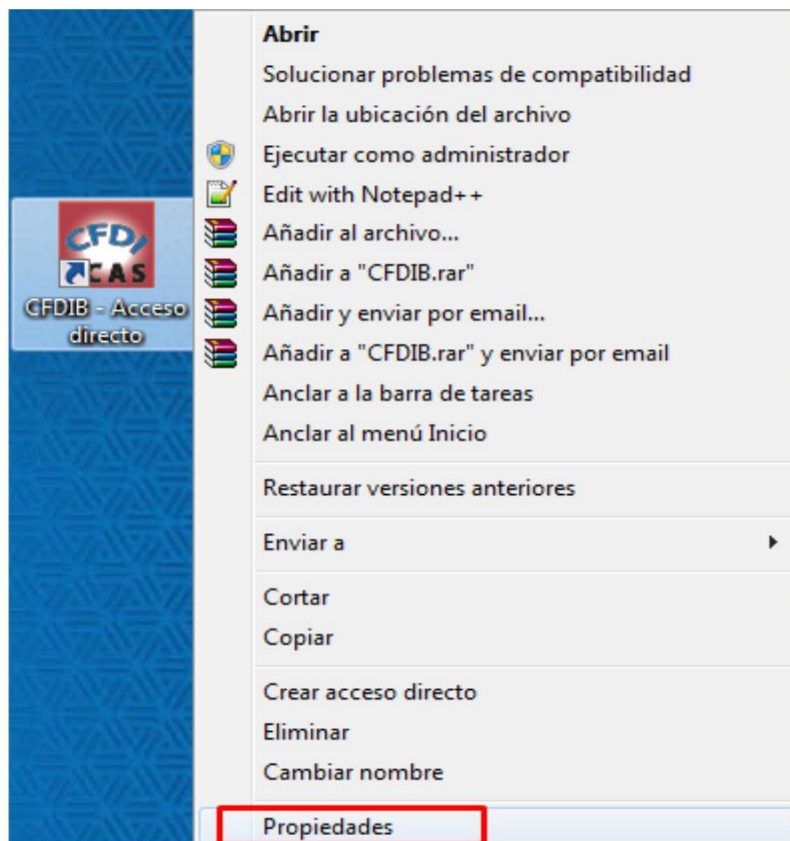 Abrir
Solucionar problemas de compatibilidad
Abrir la ubicación del archivo
Ejecutar como administrador
Edit with Notepad++
Añadir al archivo...
Añadir a "CFDIB.rar"
Añadir y enviar por email...
Añadir a "CFDIB.rar" y enviar por email
Anclar a la barra de tareas
Anclar al menú Inicio
Restaurar versiones anteriores
Enviar a
Cortar
Copiar
Crear acceso directo
Eliminar
Cambiar nombre
Propiedades
CFDI
CAS
CFDIB - Acceso
directo